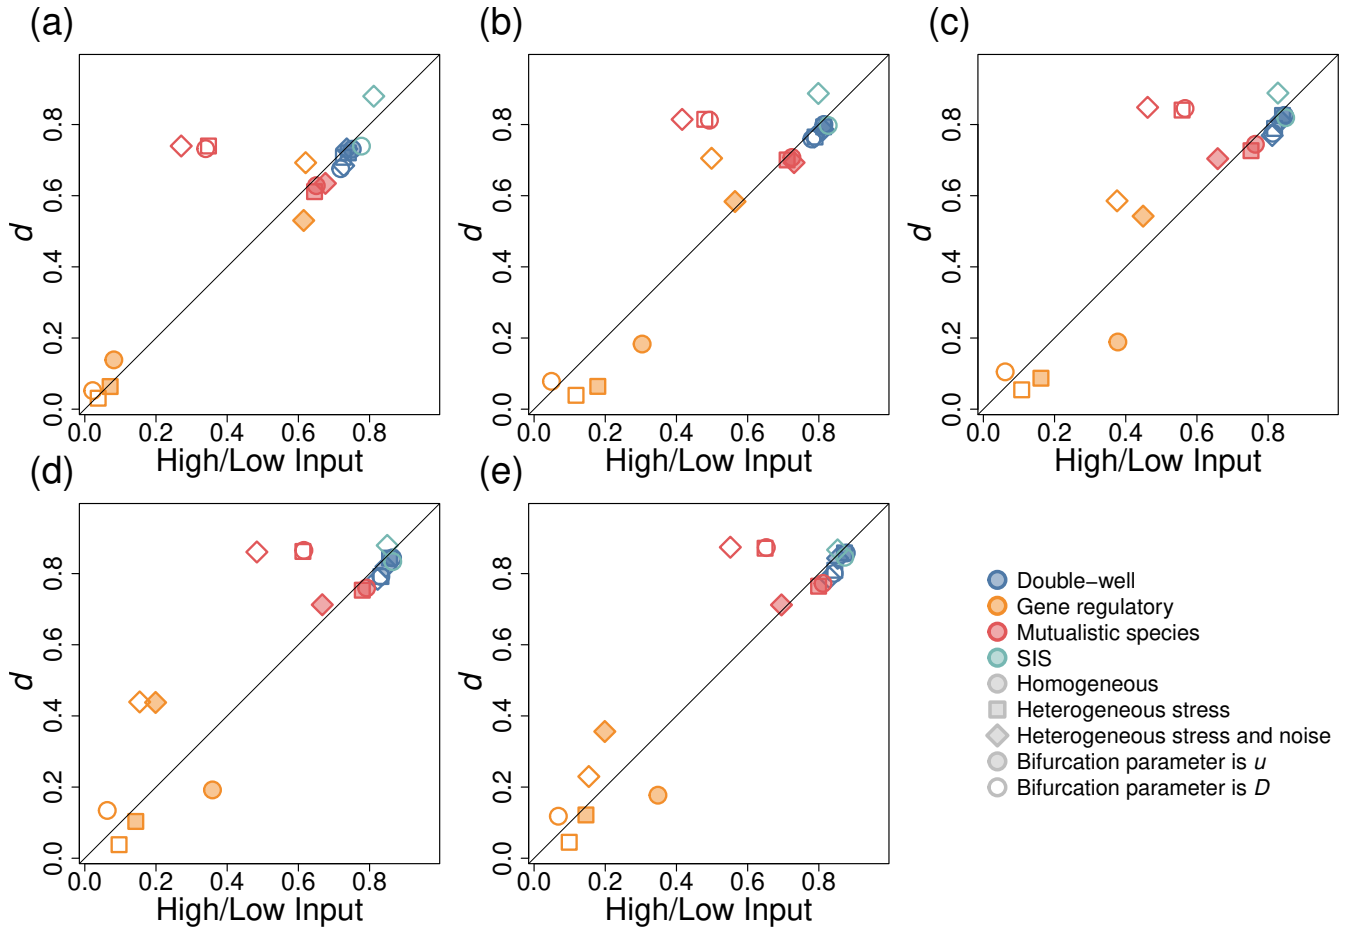 (a)
(b)
(c)
d
0.0 0.2 0.4 0.6 0.8
0.0 0.2 0.4 0.6 0.8
High/Low Input
d
0.0 0.2 0.4 0.6 0.8
0.0 0.2 0.4 0.6 0.8
High/Low Input
d
0.0 0.2 0.4 0.6 0.8
0.0 0.2 0.4 0.6 0.8
High/Low Input
(d)
(e)
d
0.0 0.2 0.4 0.6 0.8
0.0 0.2 0.4 0.6 0.8
High/Low Input
d
0.0 0.2 0.4 0.6 0.8
0.0 0.2 0.4 0.6 0.8
High/Low Input
Double−well
Gene regulatory
Mutualistic species
SIS
Homogeneous
Heterogeneous stress
Heterogeneous stress and noise
Bifurcation parameter is u
Bifurcation parameter is D